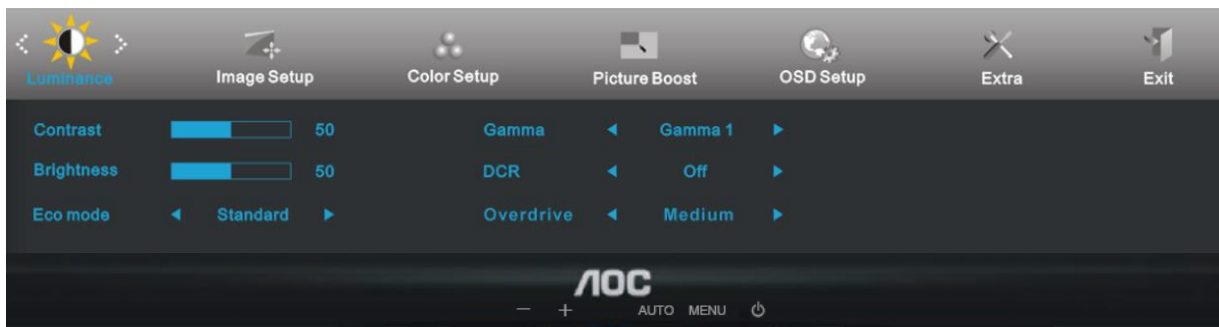 Luminance Image Setup Color Setup Picture Boost OSD Setup Extra Exit
Contrast 50 Gamma Gamma 1
Brightness 50 DCR Off
Eco mode Standard Overdrive Medium
AOC
− + AUTO MENU